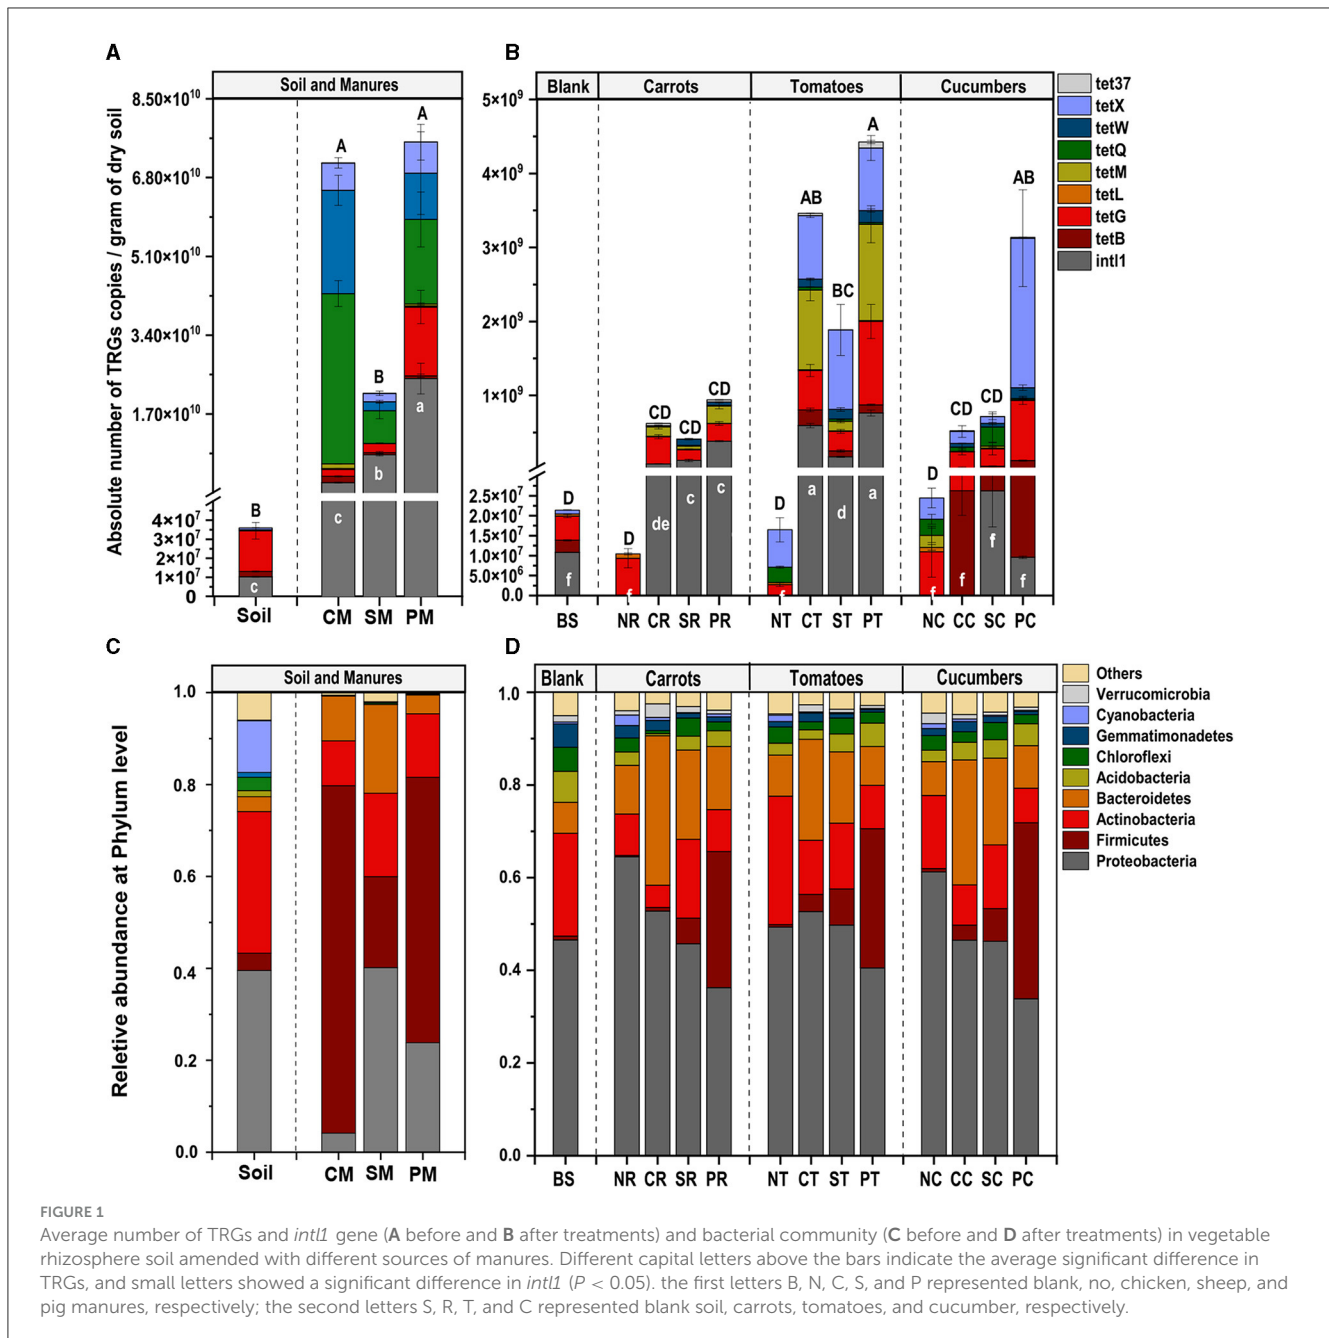 A
Soil and Manures
Absolute number of TRGs copies / gram of dry soil
8.50×10¹⁰
6.80×10¹⁰
5.10×10¹⁰
3.40×10¹⁰
1.70×10¹⁰
4×10⁷
3×10⁷
2×10⁷
1×10⁷
0
B
A
B
A
c
c
b
a
Soil CM SM PM
B
Blank Carrots Tomatoes Cucumbers
5×10⁹
4×10⁹
3×10⁹
2×10⁹
1×10⁹
2.5×10⁷
2.0×10⁷
1.5×10⁷
1.0×10⁷
5.0×10⁶
0.0
D D CD CD CD D AB BC A D CD CD AB
f f de c c f a d a f f f f
BS NR CR SR PR NT CT ST PT NC CC SC PC
tet37
tetX
tetW
tetQ
tetM
tetL
tetG
tetB
intl1
C
Soil and Manures
Reletive abundance at Phylum level
1.0
0.8
0.6
0.4
0.2
0.0
Soil CM SM PM
D
Blank Carrots Tomatoes Cucumbers
1.0
0.8
0.6
0.4
0.2
0.0
BS NR CR SR PR NT CT ST PT NC CC SC PC
Others
Verrucomicrobia
Cyanobacteria
Gemmatimonadetes
Chloroflexi
Acidobacteria
Bacteroidetes
Actinobacteria
Firmicutes
Proteobacteria
FIGURE 1
Average number of TRGs and intl1 gene (A before and B after treatments) and bacterial community (C before and D after treatments) in vegetable
rhizosphere soil amended with different sources of manures. Different capital letters above the bars indicate the average significant difference in
TRGs, and small letters showed a significant difference in intl1 (P < 0.05). the first letters B, N, C, S, and P represented blank, no, chicken, sheep, and
pig manures, respectively; the second letters S, R, T, and C represented blank soil, carrots, tomatoes, and cucumber, respectively.